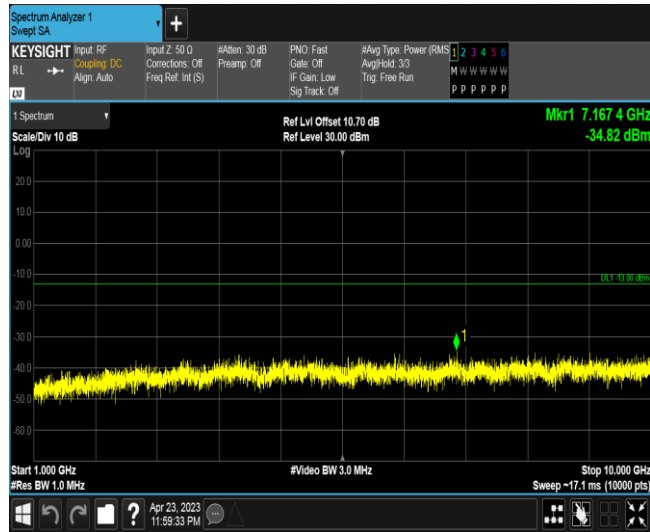 Spectrum Analyzer 1
Swept SA
+
KEYSIGHT
RL
LXI
Input: RF
Coupling: DC
Align: Auto
Input Z: 50 Ω
Corrections: Off
Freq Ref: Int (S)
#Atten: 30 dB
Preamp: Off
PNO: Fast
Gate: Off
IF Gain: Low
Sig Track: Off
#Avg Type: Power (RMS
Avg|Hold: 3/3
Trig: Free Run
1 2 3 4 5 6
M W W W W W
P P P P P P
1 Spectrum
Scale/Div 10 dB
Log
Ref Lvl Offset 10.70 dB
Ref Level 30.00 dBm
Mkr1 7.167 4 GHz
-34.82 dBm
20.0
10.0
0.00
-10.0
DL1 -13.00 dBm
-20.0
-30.0
1
-40.0
-50.0
-60.0
Start 1.000 GHz
#Res BW 1.0 MHz
#Video BW 3.0 MHz
Stop 10.000 GHz
Sweep ~17.1 ms (10000 pts)
?
Apr 23, 2023
11:59:33 PM